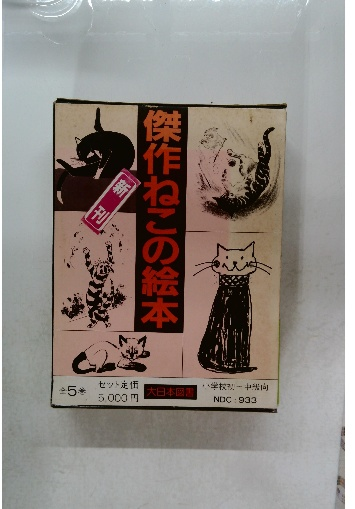 傑作ねこの絵本
新刊
全5巻
セット定価
5,000円
大日本図書
小学校初〜中級向
NDC:933